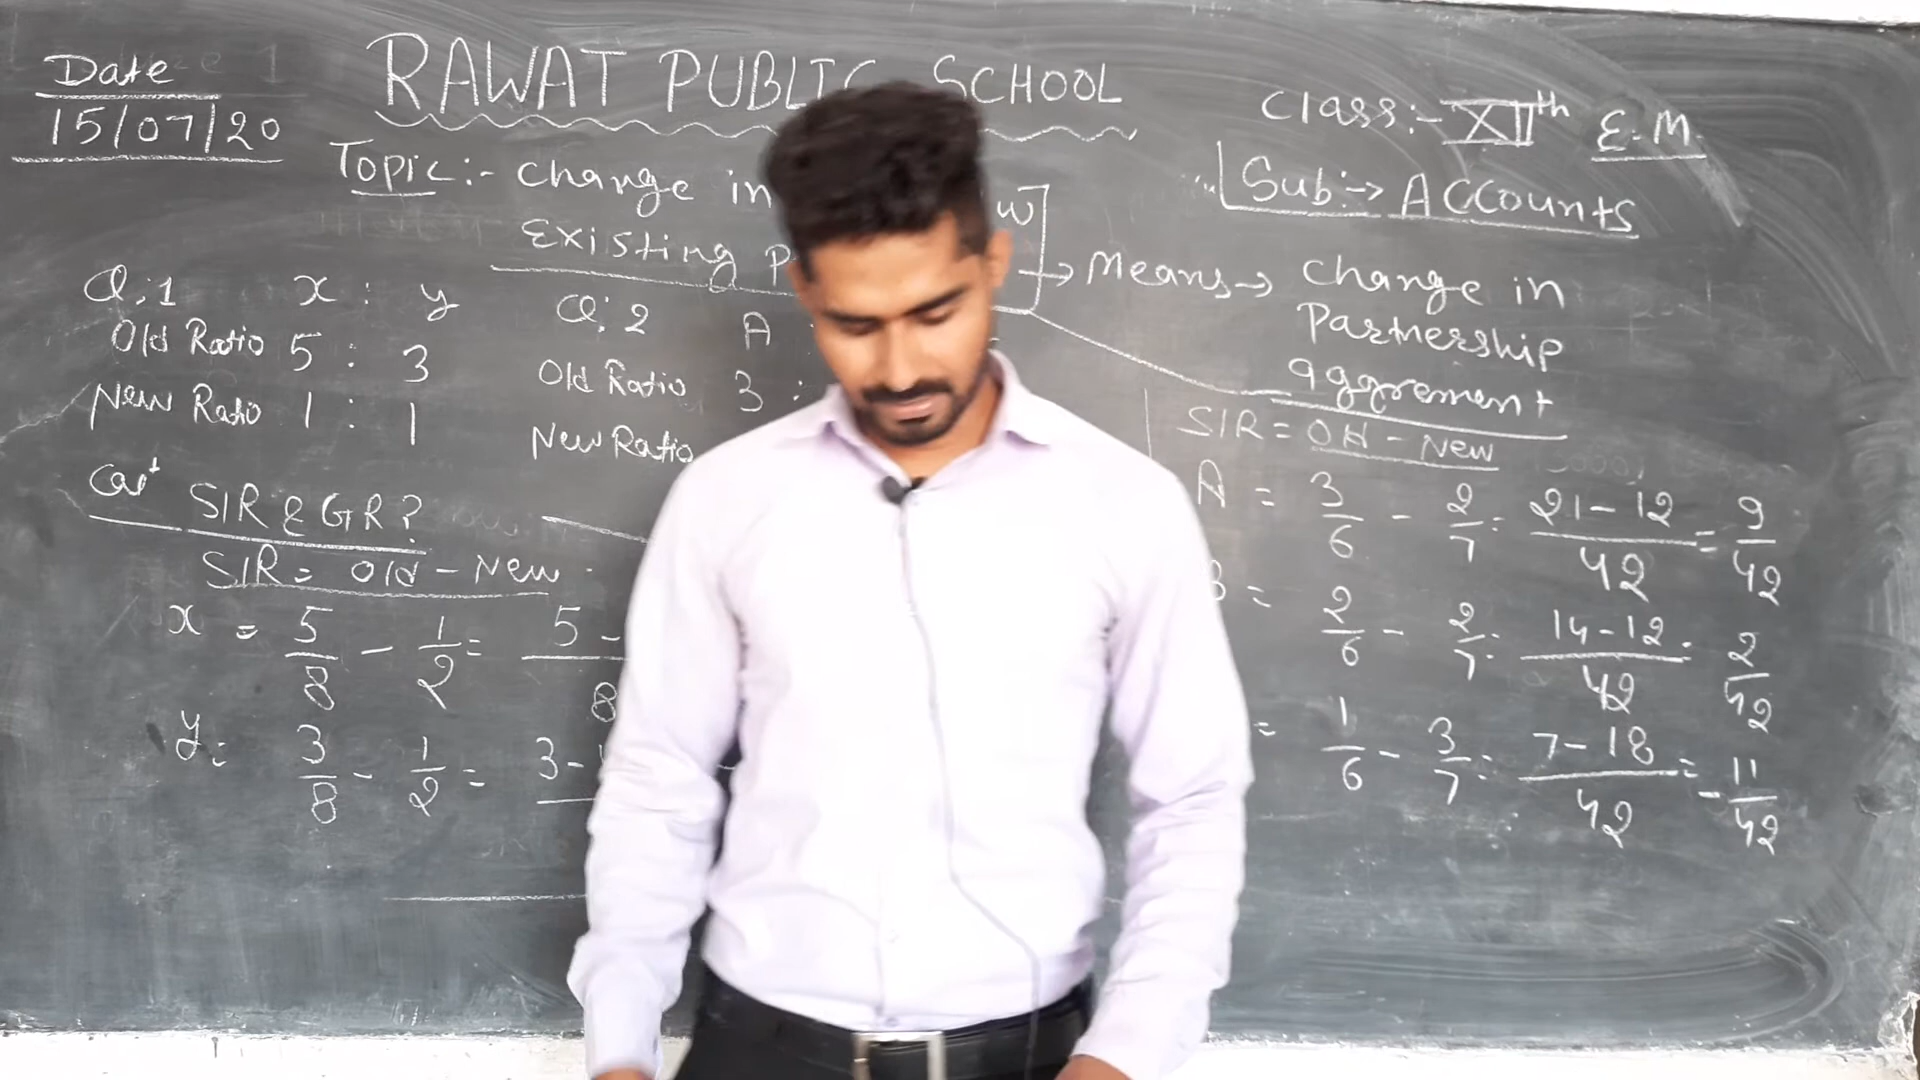 Date
15/07/20
RAWAT PUBLIC SCHOOL
Class:- XIIth E.M.
Sub:-> ACCounts
Topic:- Change in
Existing P
w
→ Means → Change in
Partnership
aggrement
Q.1 x : y
Old Ratio 5 : 3
New Ratio 1 : 1
Cal^t SIR & GR?
SIR = Old - New
x = 5/8 - 1/2 = 5 - 8
y = 3/8 - 1/2 = 3 -
Q.2 A :
Old Ratio 3 :
New Ratio
SIR = Old - New
A = 3/6 - 2/7 = 21-12/42 = 9/42
B = 2/6 - 2/7 = 14-12/42 = 2/42
= 1/6 - 3/7 = 7-18/42 = -11/42